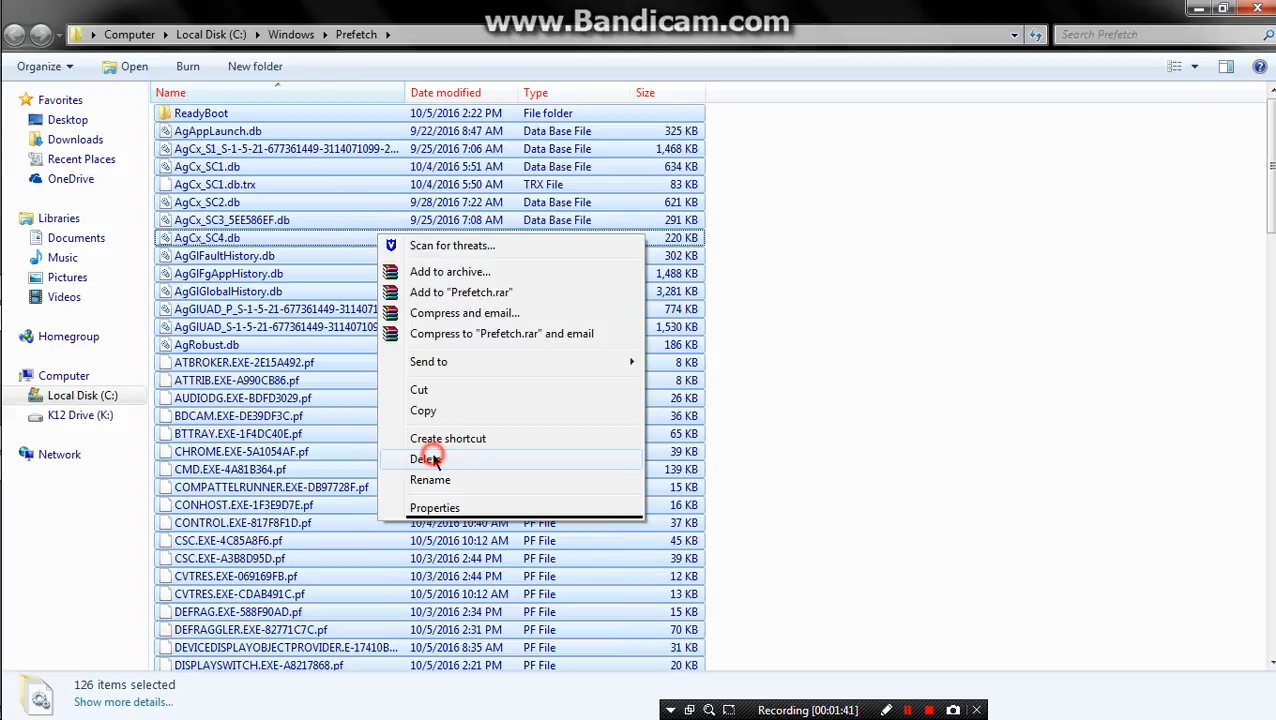 www.Bandicam.com
Computer Local Disk (C:) Windows Prefetch Search Prefetch
Organize Open Burn New folder
Name Date modified Type Size
Favorites
Desktop
Downloads
Recent Places
OneDrive
Libraries
Documents
Music
Pictures
Videos
Homegroup
Computer
Local Disk (C:)
K12 Drive (K:)
Network
ReadyBoot 10/5/2016 2:22 PM File folder
AgAppLaunch.db 9/22/2016 8:47 AM Data Base File 325 KB
AgCx_S1_S-1-5-21-677361449-3114071099-2... 9/25/2016 7:06 AM Data Base File 1,468 KB
AgCx_SC1.db 10/4/2016 5:51 AM Data Base File 634 KB
AgCx_SC1.db.trx 10/4/2016 5:50 AM TRX File 83 KB
AgCx_SC2.db 9/28/2016 7:22 AM Data Base File 621 KB
AgCx_SC3_5EE586EF.db 9/25/2016 7:08 AM Data Base File 291 KB
AgCx_SC4.db 220 KB
AgGlFaultHistory.db 302 KB
AgGlFgAppHistory.db 1,488 KB
AgGlGlobalHistory.db 3,281 KB
AgGlUAD_P_S-1-5-21-677361449-3114071 774 KB
AgGlUAD_S-1-5-21-677361449-311407109 1,530 KB
AgRobust.db 186 KB
ATBROKER.EXE-2E15A492.pf 8 KB
ATTRIB.EXE-A990CB86.pf 8 KB
AUDIODG.EXE-BDFD3029.pf 26 KB
BDCAM.EXE-DE39DF3C.pf 36 KB
BTTRAY.EXE-1F4DC40E.pf 65 KB
CHROME.EXE-5A1054AF.pf 93 KB
CMD.EXE-4A81B364.pf 139 KB
COMPATTELRUNNER.EXE-DB97728F.pf 15 KB
CONHOST.EXE-1F3E9D7E.pf 65 KB
CONTROL.EXE-817F8F1D.pf 10/4/2016 10:40 AM PF File 37 KB
CSC.EXE-4C85A8F6.pf 10/5/2016 10:12 AM PF File 45 KB
CSC.EXE-A3B8D95D.pf 10/3/2016 2:44 PM PF File 39 KB
CVTRES.EXE-069169FB.pf 10/3/2016 2:44 PM PF File 12 KB
CVTRES.EXE-CDAB491C.pf 10/5/2016 10:12 AM PF File 13 KB
DEFRAG.EXE-588F90AD.pf 10/3/2016 2:34 PM PF File 15 KB
DEFRAGGLER.EXE-82771C7C.pf 10/5/2016 2:31 PM PF File 70 KB
DEVICEDISPLAYOBJECTPROVIDER.E-17410B... 10/5/2016 8:35 AM PF File 31 KB
DISPLAYSWITCH.EXE-A8217868.pf 10/5/2016 2:21 PM PF File 20 KB
Scan for threats...
Add to archive...
Add to "Prefetch.rar"
Compress and email...
Compress to "Prefetch.rar" and email
Send to
Cut
Copy
Create shortcut
Delete
Rename
Properties
126 items selected
Show more details...
Recording [00:01:41]